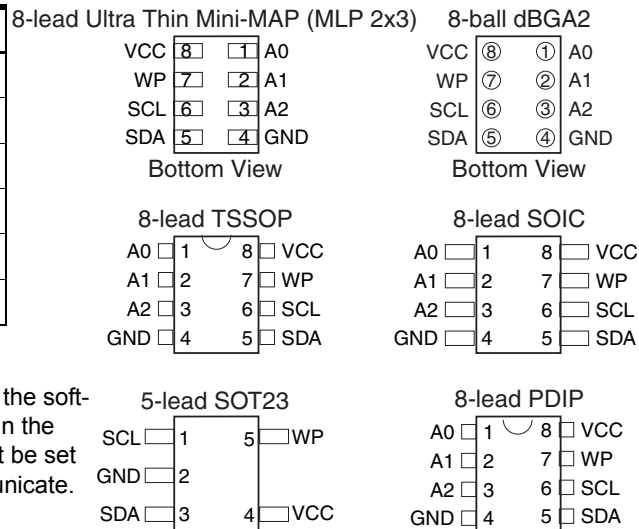 8-lead Ultra Thin Mini-MAP (MLP 2x3)
VCC 8 1 A0
WP 7 2 A1
SCL 6 3 A2
SDA 5 4 GND
Bottom View
8-ball dBGA2
VCC 8 1 A0
WP 7 2 A1
SCL 6 3 A2
SDA 5 4 GND
Bottom View
8-lead TSSOP
A0 1 8 VCC
A1 2 7 WP
A2 3 6 SCL
GND 4 5 SDA
8-lead SOIC
A0 1 8 VCC
A1 2 7 WP
A2 3 6 SCL
GND 4 5 SDA
the soft-
n the
t be set
unicate.
5-lead SOT23
SCL 1 5 WP
GND 2
SDA 3 4 VCC
8-lead PDIP
A0 1 8 VCC
A1 2 7 WP
A2 3 6 SCL
GND 4 5 SDA